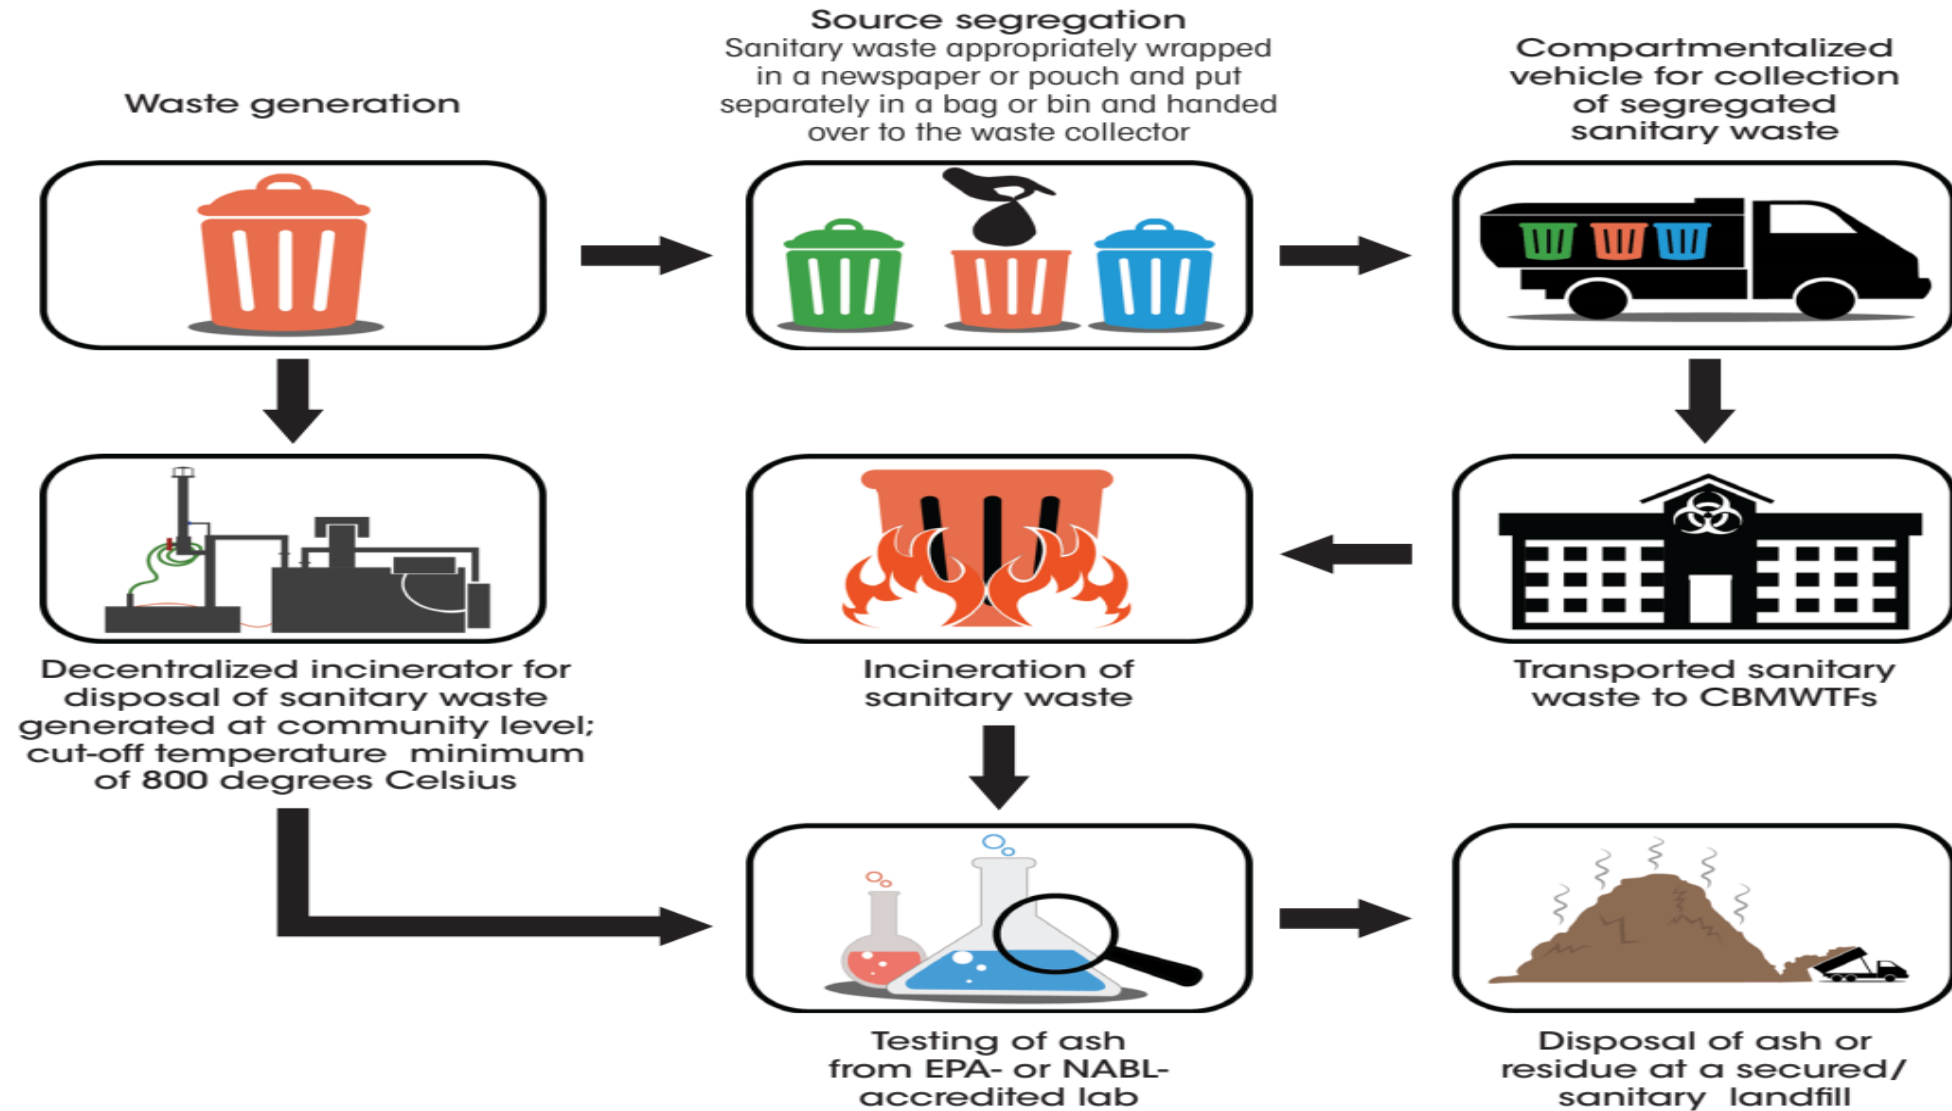 Waste generation
Source segregation
Sanitary waste appropriately wrapped
in a newspaper or pouch and put
separately in a bag or bin and handed
over to the waste collector
Compartmentalized
vehicle for collection
of segregated
sanitary waste
Decentralized incinerator for
disposal of sanitary waste
generated at community level;
cut-off temperature minimum
of 800 degrees Celsius
Incineration of
sanitary waste
Transported sanitary
waste to CBMWTFs
Testing of ash
from EPA- or NABL-
accredited lab
Disposal of ash or
residue at a secured/
sanitary landfill